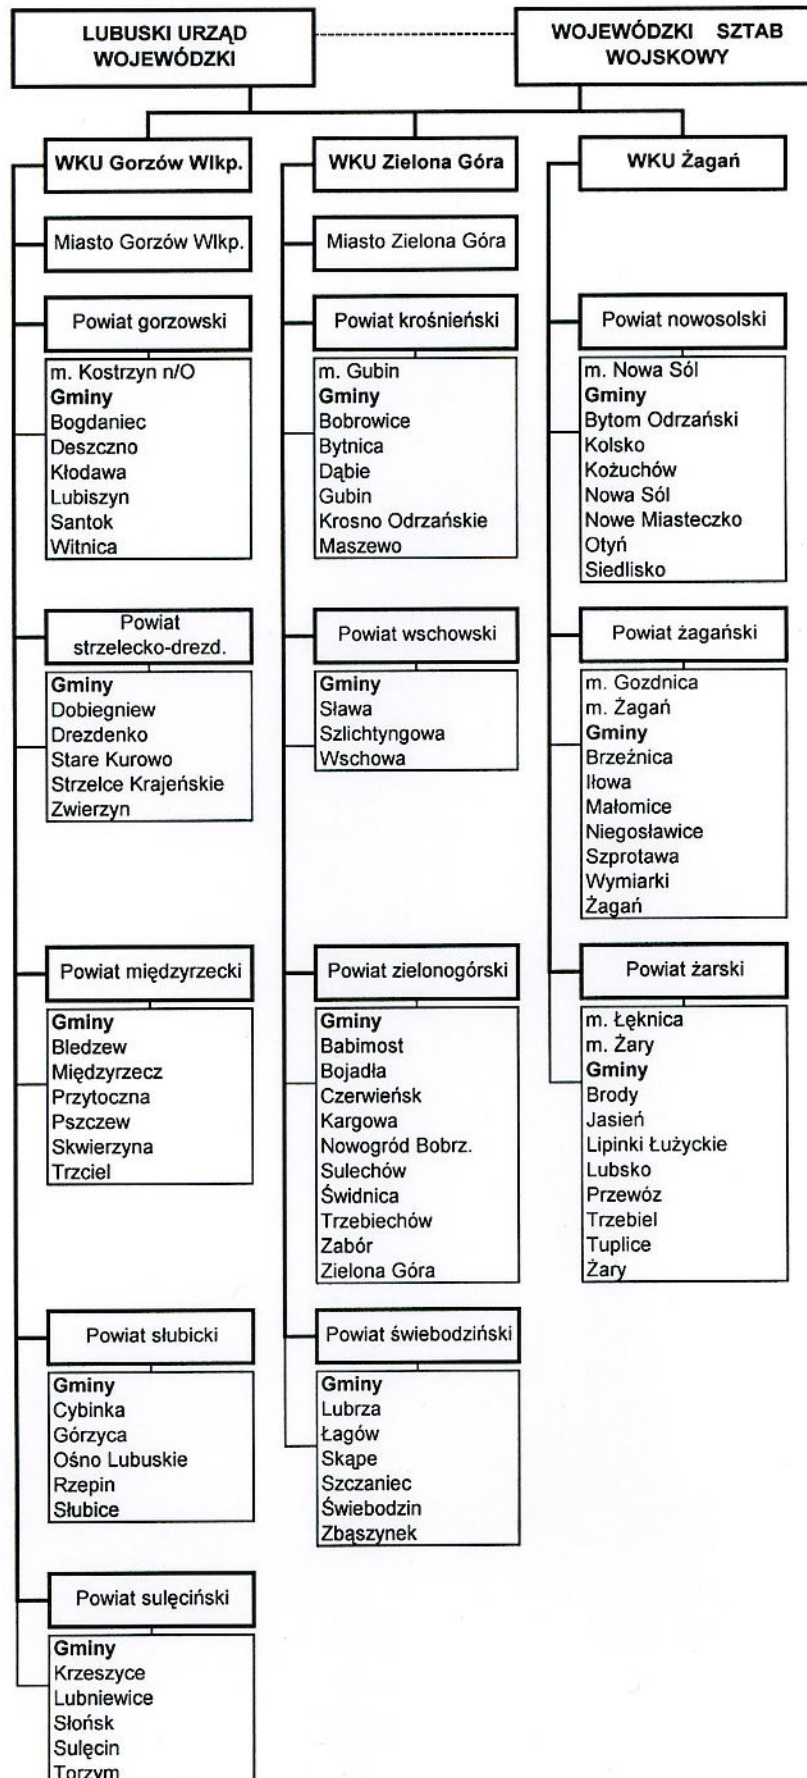 LUBUSKI URZĄD
WOJEWÓDZKI
WOJEWÓDZKI SZTAB
WOJSKOWY
WKU Gorzów Wlkp.
Miasto Gorzów Wlkp.
Powiat gorzowski
m. Kostrzyn n/O
Gminy
Bogdaniec
Deszczno
Kłodawa
Lubiszyn
Santok
Witnica
Powiat
strzelecko-drezd.
Gminy
Dobiegniew
Drezdenko
Stare Kurowo
Strzelce Krajeńskie
Zwierzyn
Powiat międzyrzecki
Gminy
Bledzew
Międzyrzecz
Przytoczna
Pszczew
Skwierzyna
Trzciel
Powiat słubicki
Gminy
Cybinka
Górzyca
Ośno Lubuskie
Rzepin
Słubice
Powiat sulęciński
Gminy
Krzeszyce
Lubniewice
Słońsk
Sulęcin
Torzym
WKU Zielona Góra
Miasto Zielona Góra
Powiat krośnieński
m. Gubin
Gminy
Bobrowice
Bytnica
Dąbie
Gubin
Krosno Odrzańskie
Maszewo
Powiat wschowski
Gminy
Sława
Szlichtyngowa
Wschowa
Powiat zielonogórski
Gminy
Babimost
Bojadła
Czerwieńsk
Kargowa
Nowogród Bobrz.
Sulechów
Świdnica
Trzebiechów
Zabór
Zielona Góra
Powiat świebodziński
Gminy
Lubrza
Łagów
Skąpe
Szczaniec
Świebodzin
Zbąszynek
WKU Żagań
Powiat nowosolski
m. Nowa Sól
Gminy
Bytom Odrzański
Kolsko
Kożuchów
Nowa Sól
Nowe Miasteczko
Otyń
Siedlisko
Powiat żagański
m. Gozdnica
m. Żagań
Gminy
Brzeźnica
Iłowa
Małomice
Niegosławice
Szprotawa
Wymiarki
Żagań
Powiat żarski
m. Łęknica
m. Żary
Gminy
Brody
Jasień
Lipinki Łużyckie
Lubsko
Przewóz
Trzebiel
Tuplice
Żary